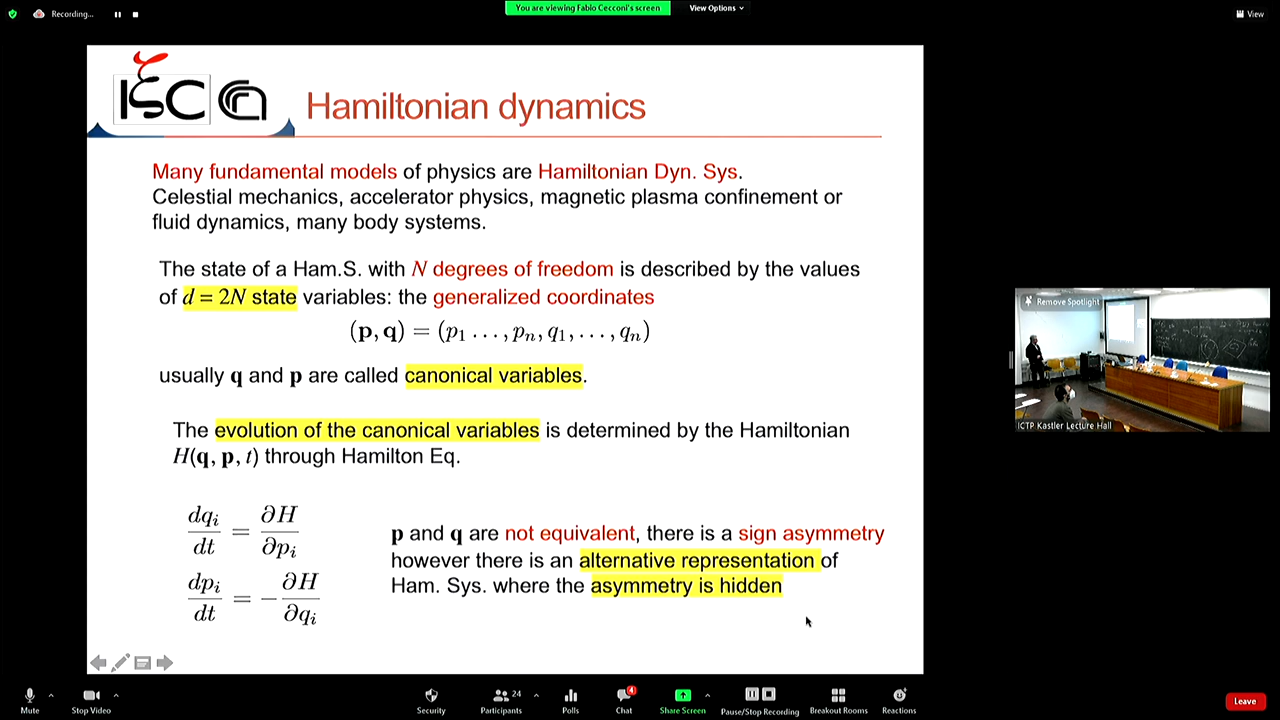 Recording...
You are viewing Fabio Cecconi's screen
View Options
View
ISC
Hamiltonian dynamics
Many fundamental models of physics are Hamiltonian Dyn. Sys.
Celestial mechanics, accelerator physics, magnetic plasma confinement or
fluid dynamics, many body systems.
The state of a Ham.S. with N degrees of freedom is described by the values
of d = 2N state variables: the generalized coordinates
(p, q) = (p₁ . . . , pₙ, q₁, . . . , qₙ)
usually q and p are called canonical variables.
The evolution of the canonical variables is determined by the Hamiltonian
H(q, p, t) through Hamilton Eq.
dqᵢ/dt = ∂H/∂pᵢ
dpᵢ/dt = −∂H/∂qᵢ
p and q are not equivalent, there is a sign asymmetry
however there is an alternative representation of
Ham. Sys. where the asymmetry is hidden
Remove Spotlight
ICTP Kastler Lecture Hall
Mute
Stop Video
Security
Participants
24
Polls
Chat
4
Share Screen
Pause/Stop Recording
Breakout Rooms
Reactions
Leave